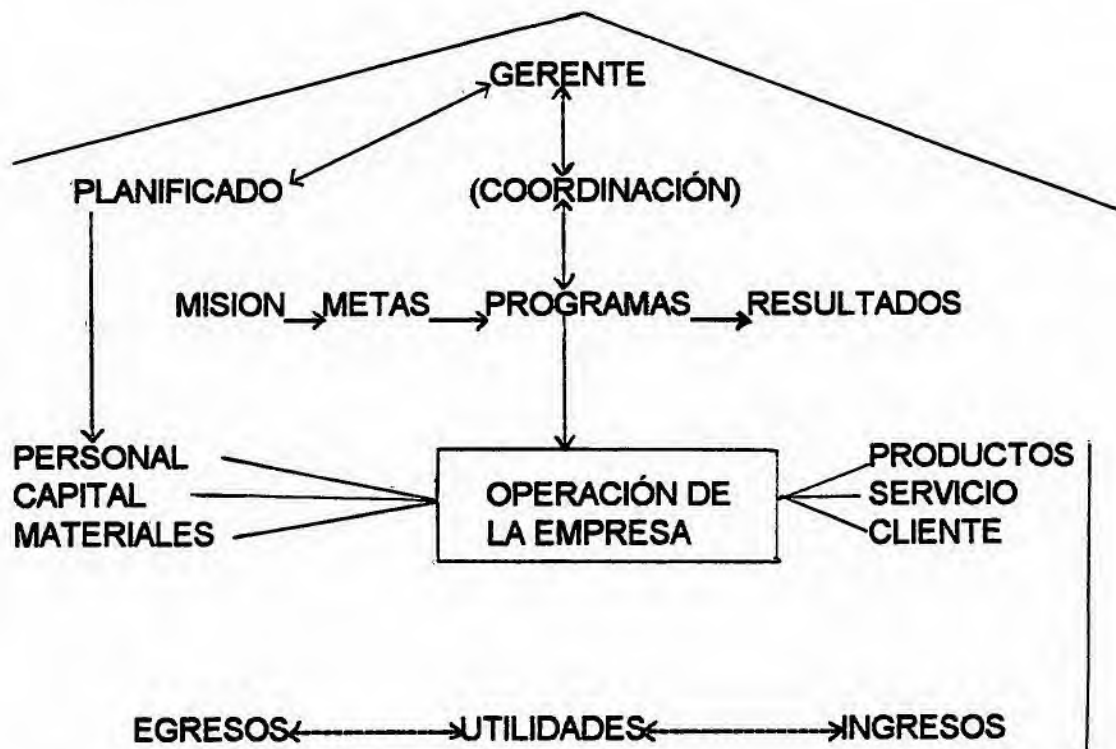 GERENTE
PLANIFICADO (COORDINACIÓN)
MISION METAS PROGRAMAS RESULTADOS
PERSONAL
CAPITAL
MATERIALES
OPERACIÓN DE
LA EMPRESA
PRODUCTOS
SERVICIO
CLIENTE
EGRESOS UTILIDADES INGRESOS